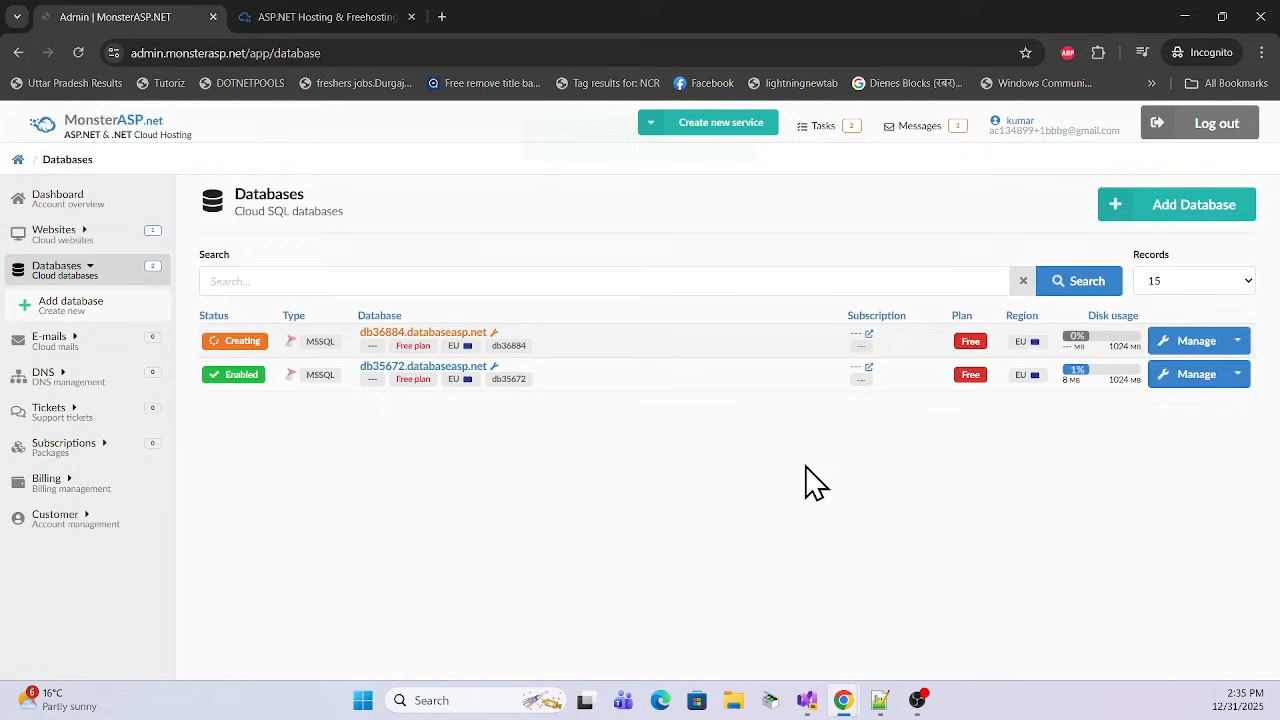 Admin | MonsterASP.NET
ASP.NET Hosting & Freehosting
admin.monsterasp.net/app/database
Incognito
Uttar Pradesh Results
Tutoriz
DOTNETPOOLS
freshers jobs,Durgaj...
Free remove title ba...
Tag results for NCR
Facebook
lightningnewtab
Windows Communi...
»
All Bookmarks
MonsterASP.net
ASP.NET & .NET Cloud Hosting
Create new service
Tasks 2
Messages 3
kumar
ac134899+1bbbg@gmail.com
Log out
/ Databases
Dashboard
Account overview
Websites 1
Cloud websites
Databases 2
Cloud databases
Add database
Create new
E-mails 0
Cloud mails
DNS 0
DNS management
Tickets 0
Support tickets
Subscriptions 0
Packages
Billing
Billing management
Customer
Account management
Databases
Cloud SQL databases
+ Add Database
Search
Records
Search...
Search
15
Status Type Database Subscription Plan Region Disk usage
Creating MSSQL db36884.databaseasp.net --- Free EU 0% Manage
--- Free plan EU db36884 --- --- MB 1024 MB
Enabled MSSQL db35672.databaseasp.net --- Free EU 1% Manage
--- Free plan EU db35672 --- 8 MB 1024 MB
6
16°C
Partly sunny
Search
2:35 PM
12/31/2025